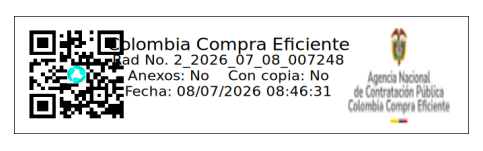 Colombia Compra Eficiente
Rad No. 2_2026_07_08_007248
Anexos: No    Con copia: No
Fecha: 08/07/2026 08:46:31
Agencia Nacional
de Contratación Pública
Colombia Compra Eficiente